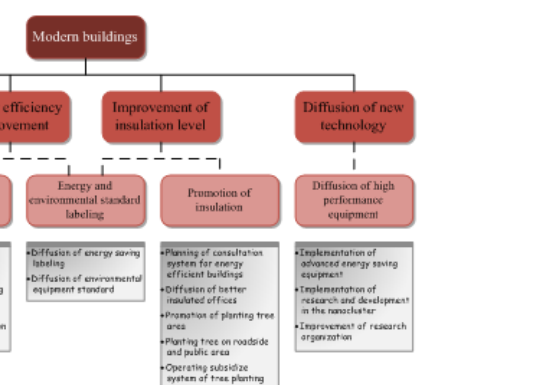 Modern buildings
efficiency
ovement
Improvement of
insulation level
Diffusion of new
technology
Energy and
environmental standard
labeling
Promotion of
insulation
Diffusion of high
performance
equipment
•Diffusion of energy saving
labeling
•Diffusion of environmental
equipment standard
•Planning of consultation
system for energy
efficient buildings
•Diffusion of better
insulated offices
•Promotion of planting tree
area
•Planting tree on roadside
and public area
•Operating subsidize
system of tree planting
•Implementation of
advanced energy saving
equipment
•Implementation of
research and development
in the nanocluster
•Improvement of research
organization